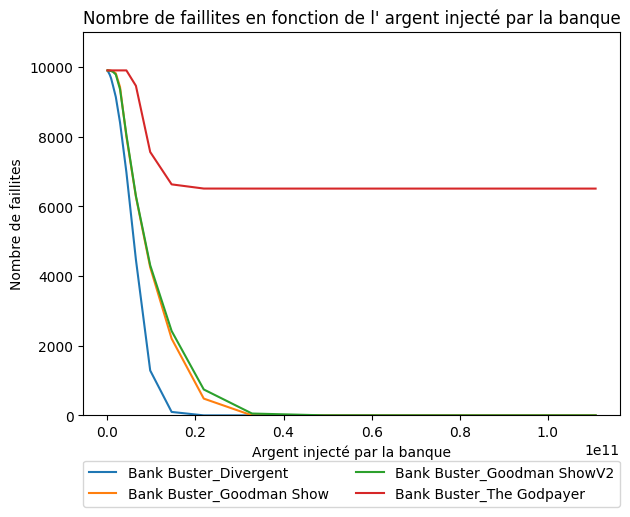 Nombre de faillites en fonction de l' argent injecté par la banque
Nombre de faillites
10000
8000
6000
4000
2000
0
0.0 0.2 0.4 0.6 0.8 1.0
1e11
Argent injecté par la banque
Bank Buster_Divergent
Bank Buster_Goodman Show
Bank Buster_Goodman ShowV2
Bank Buster_The Godpayer